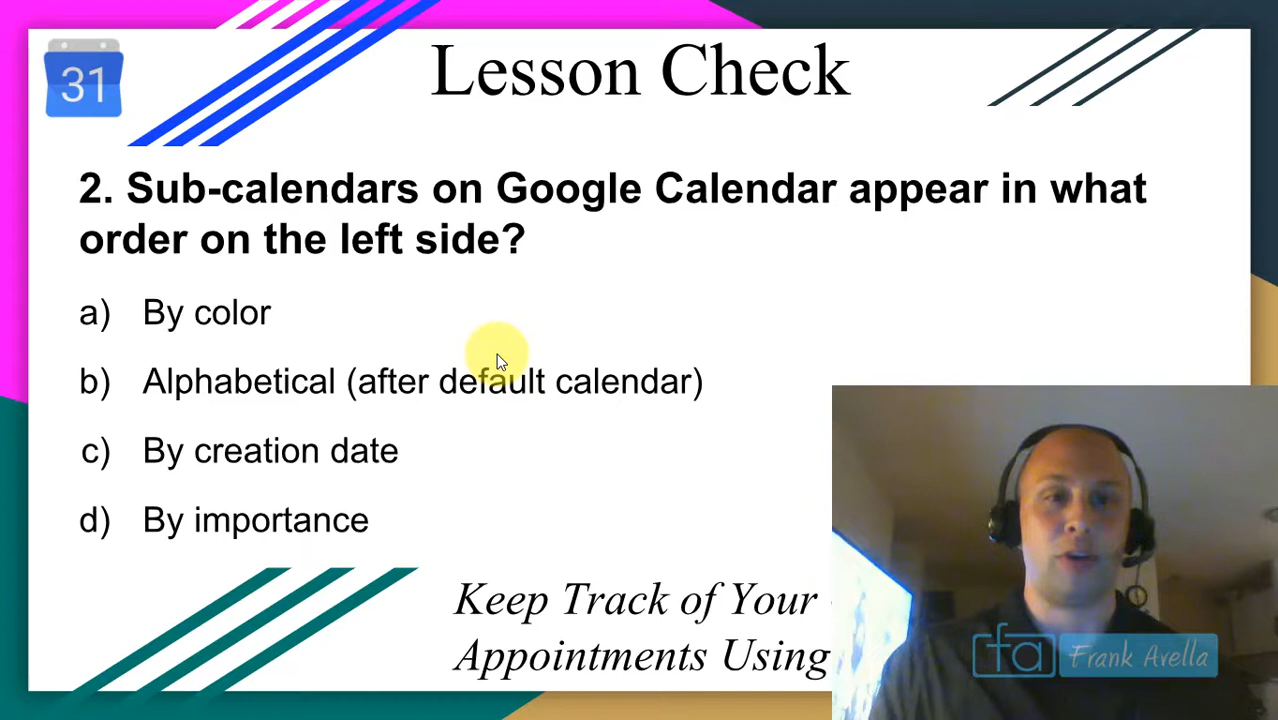 31
Lesson Check
2. Sub-calendars on Google Calendar appear in what
order on the left side?
a) By color
b) Alphabetical (after default calendar)
c) By creation date
d) By importance
Keep Track of Your
Appointments Using
fa Frank Avella